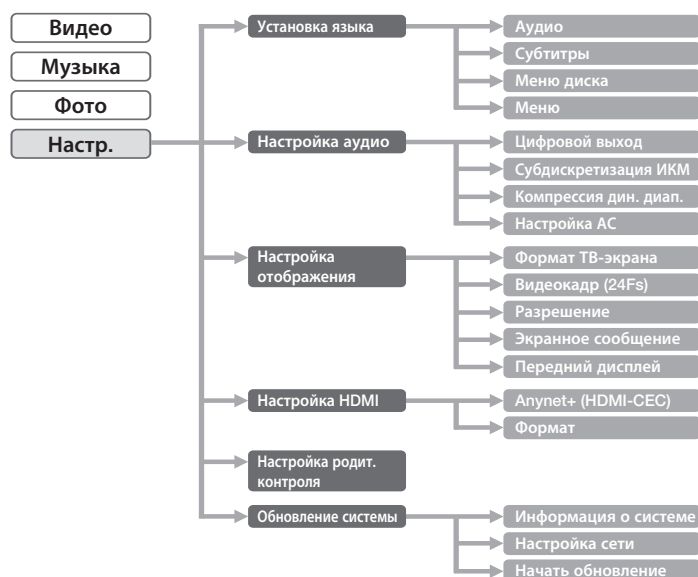 Видео
Музыка
Фото
Настр.
Установка языка
Аудио
Субтитры
Меню диска
Меню
Настройка аудио
Цифровой выход
Субдискретизация ИКМ
Компрессия дин. диап.
Настройка АС
Настройка
отображения
Формат ТВ-экрана
Видеокадр (24Fs)
Разрешение
Экранное сообщение
Передний дисплей
Настройка HDMI
Anynet+ (HDMI-CEC)
Формат
Настройка родит.
контроля
Обновление системы
Информация о системе
Настройка сети
Начать обновление